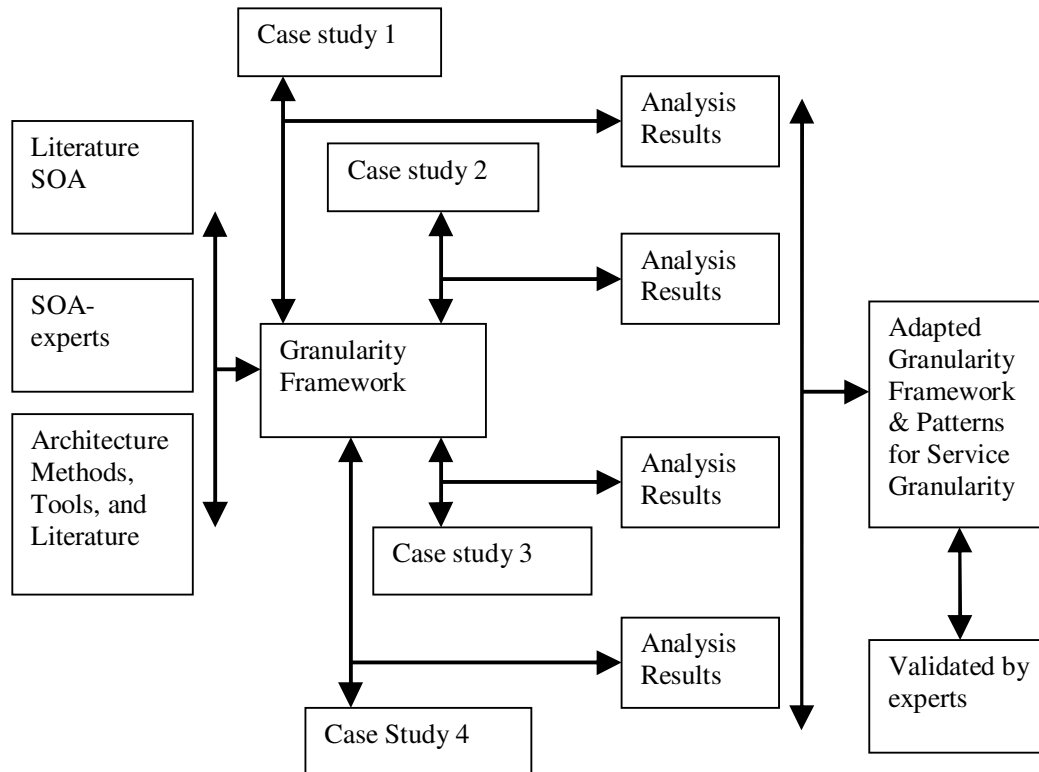 Case study 1
Analysis
Results
Literature
SOA
Case study 2
Analysis
Results
SOA-
experts
Granularity
Framework
Adapted
Granularity
Framework
& Patterns
for Service
Granularity
Architecture
Methods,
Tools, and
Literature
Analysis
Results
Case study 3
Analysis
Results
Validated by
experts
Case Study 4